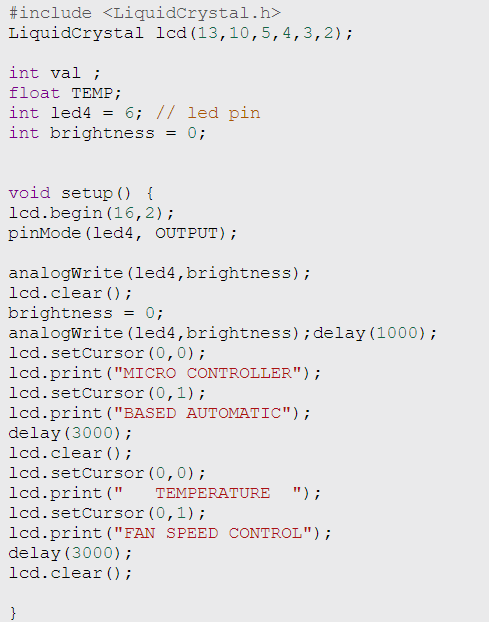 #include <LiquidCrystal.h>
LiquidCrystal lcd(13,10,5,4,3,2);
int val ;
float TEMP;
int led4 = 6; // led pin
int brightness = 0;
void setup() {
lcd.begin(16,2);
pinMode(led4, OUTPUT);
analogWrite(led4,brightness);
lcd.clear();
brightness = 0;
analogWrite(led4,brightness);delay(1000);
lcd.setCursor(0,0);
lcd.print("MICRO CONTROLLER");
lcd.setCursor(0,1);
lcd.print("BASED AUTOMATIC");
delay(3000);
lcd.clear();
lcd.setCursor(0,0);
lcd.print("   TEMPERATURE  ");
lcd.setCursor(0,1);
lcd.print("FAN SPEED CONTROL");
delay(3000);
lcd.clear();
}